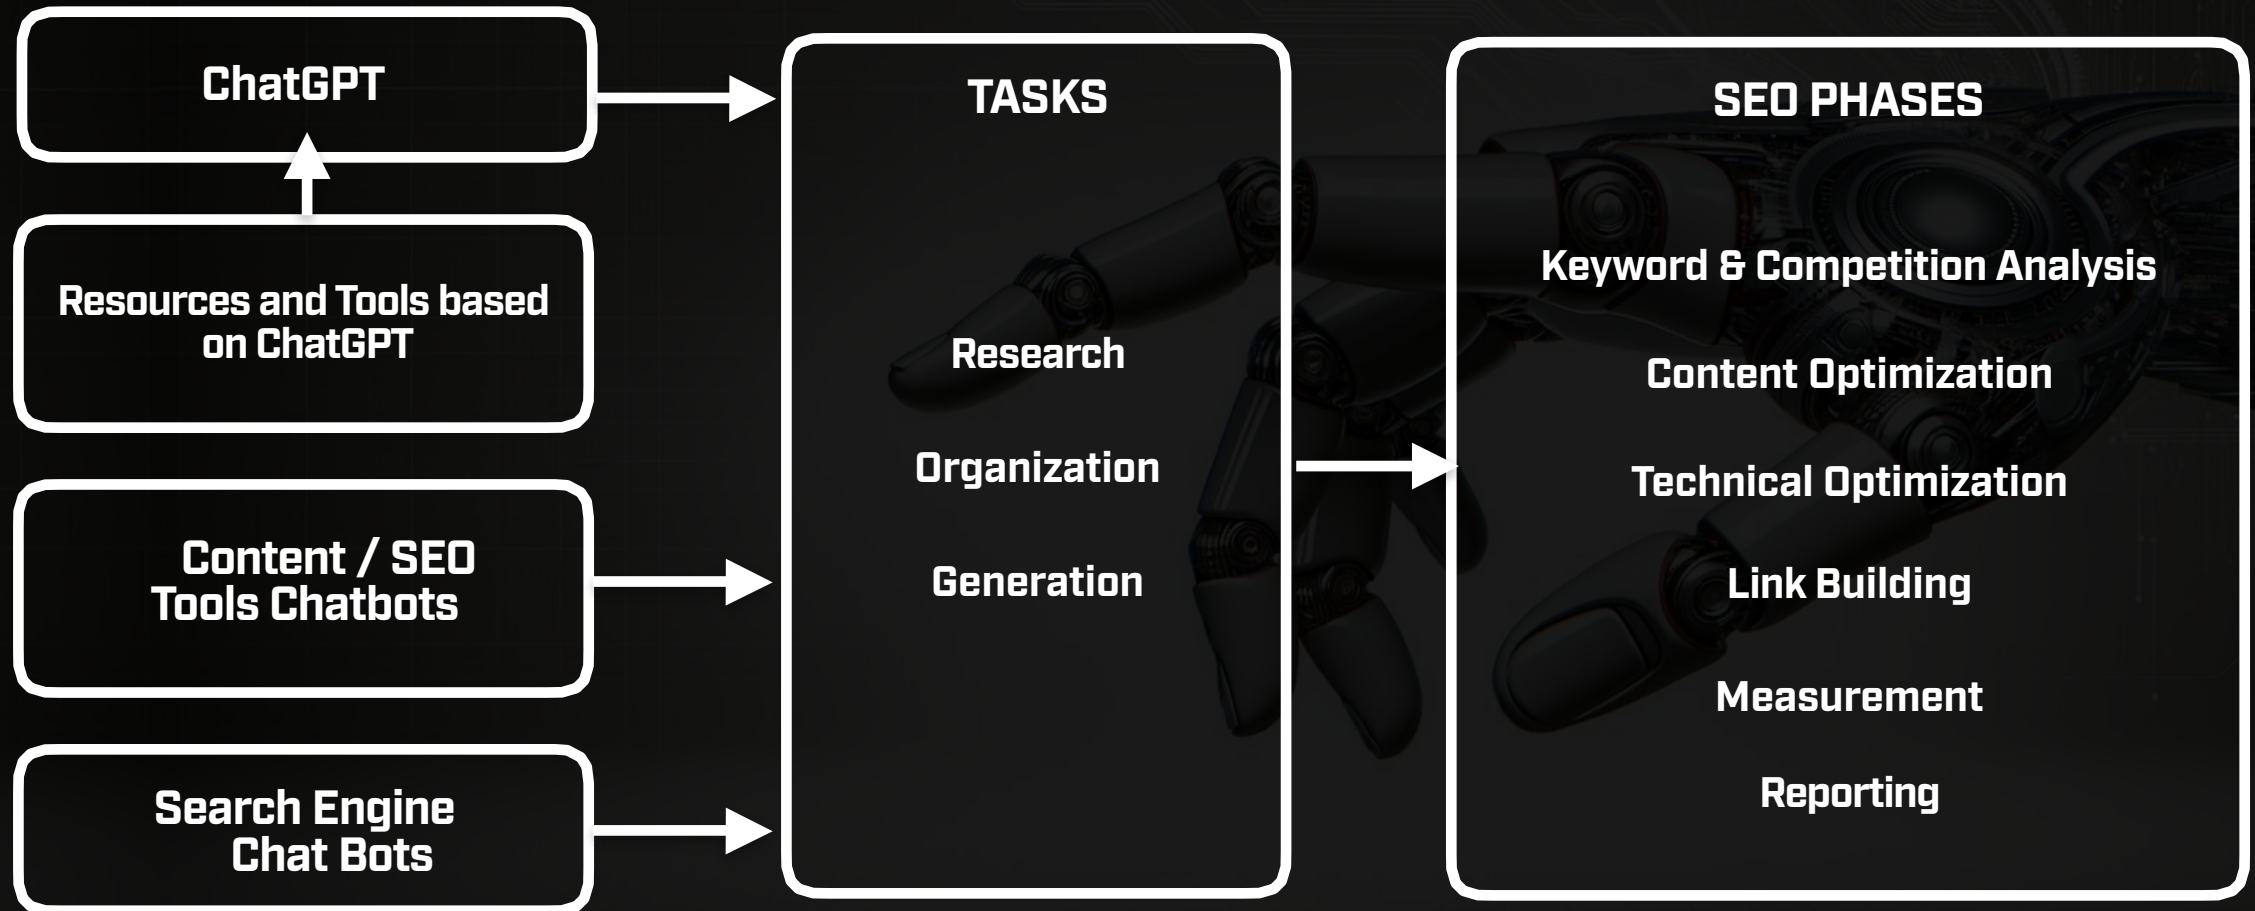 ChatGPT
Resources and Tools based
on ChatGPT
Content / SEO
Tools Chatbots
Search Engine
Chat Bots
TASKS
Research
Organization
Generation
SEO PHASES
Keyword & Competition Analysis
Content Optimization
Technical Optimization
Link Building
Measurement
Reporting